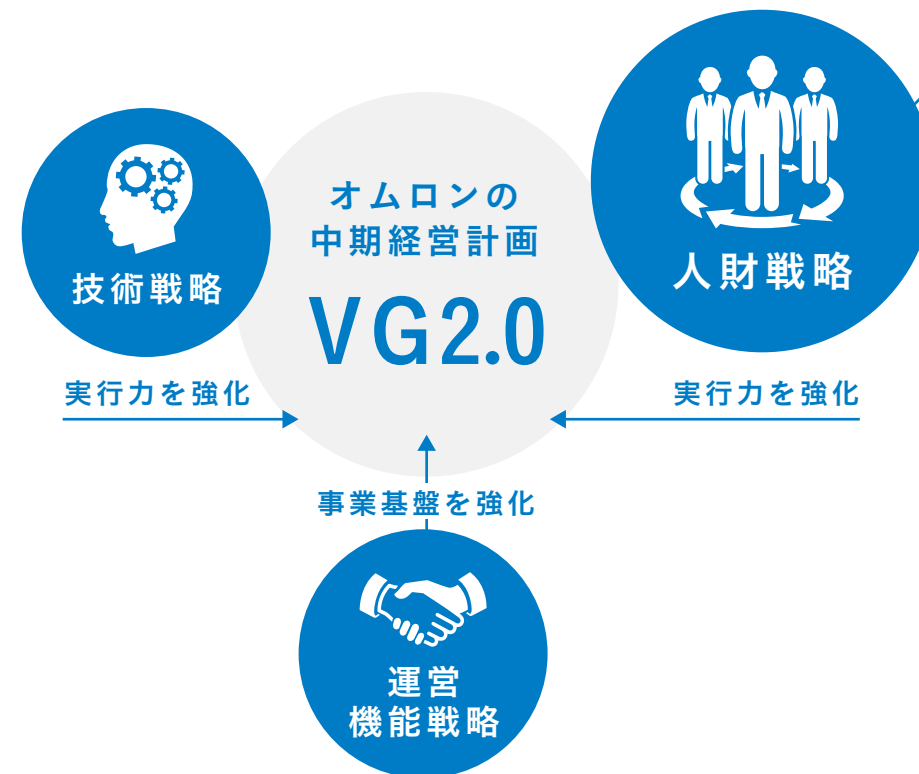 オムロンの
中期経営計画
VG2.0
技術戦略
人財戦略
実行力を強化
実行力を強化
事業基盤を強化
運営
機能戦略